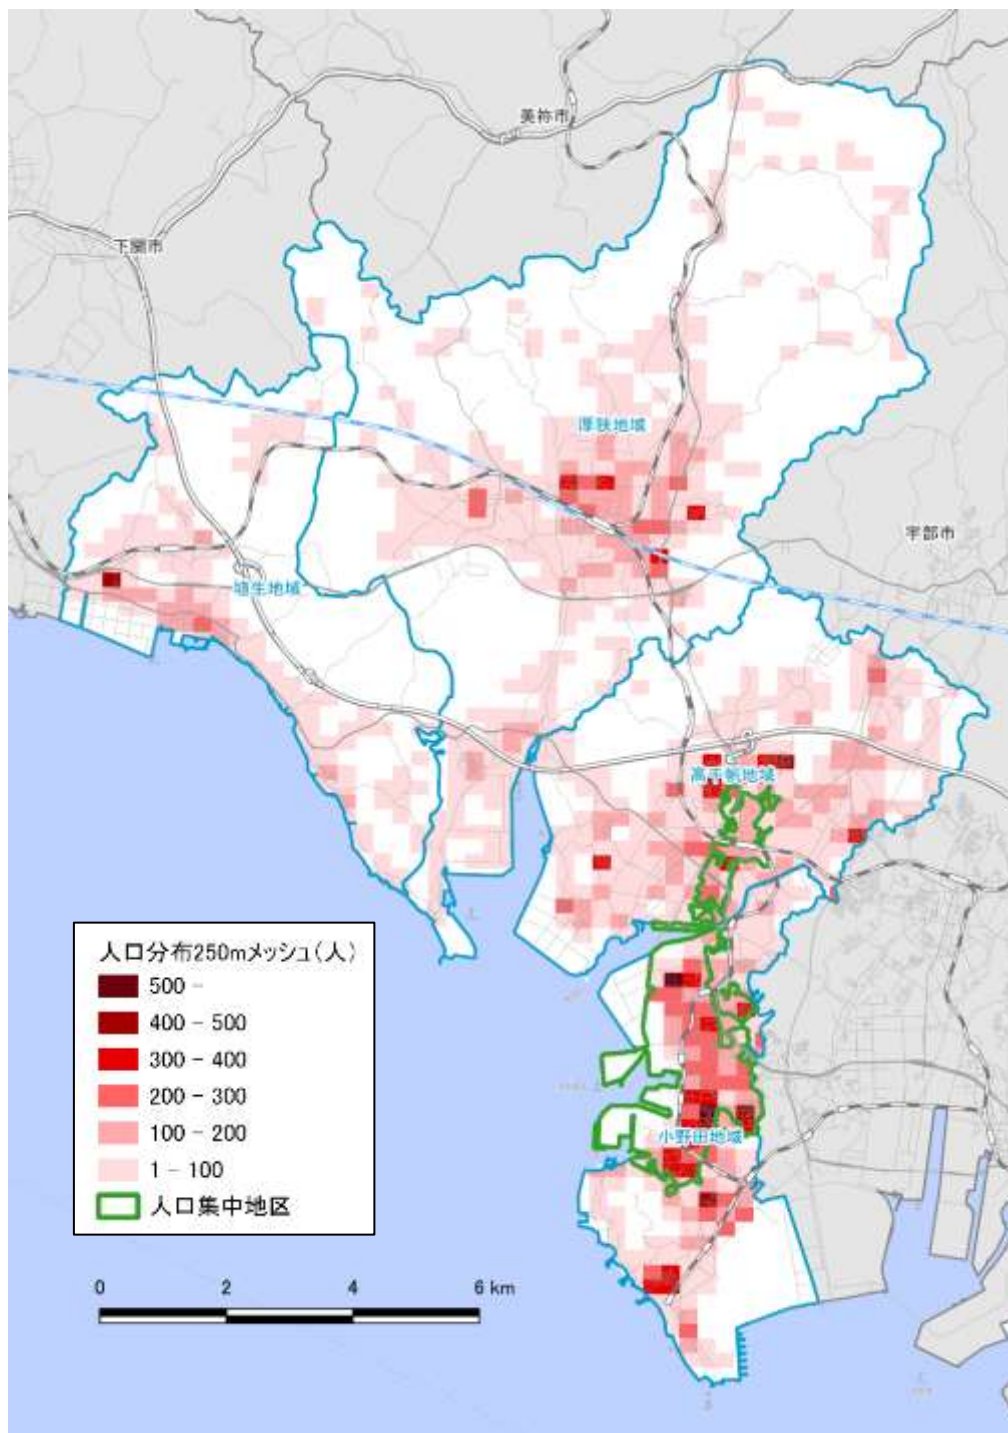 美祢市
下関市
厚狭地域
宇部市
埴生地域
高千帆地域
人口分布250mメッシュ(人)
500 -
400 - 500
300 - 400
200 - 300
100 - 200
1 - 100
人口集中地区
小野田地域
0 2 4 6 km